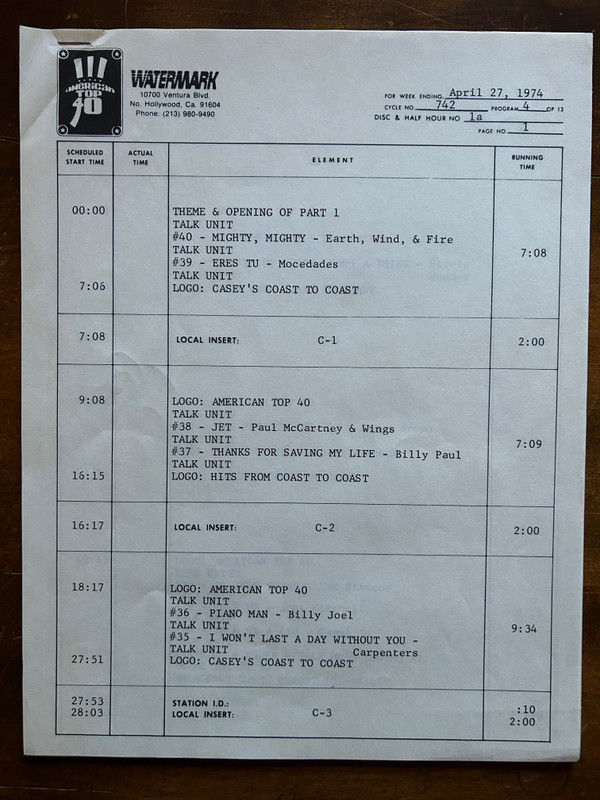 american
TOP
40
WATERMARK
10700 Ventura Blvd.
No. Hollywood, Ca. 91604
Phone: (213) 980-9490
FOR WEEK ENDING April 27, 1974
CYCLE NO. 742 PROGRAM 4 OF 13
DISC & HALF HOUR NO 1a
PAGE NO 1
SCHEDULED START TIME ACTUAL TIME ELEMENT RUNNING TIME
00:00 THEME & OPENING OF PART 1
TALK UNIT
#40 - MIGHTY, MIGHTY - Earth, Wind, & Fire
TALK UNIT 7:08
#39 - ERES TU - Mocedades
TALK UNIT
7:06 LOGO: CASEY'S COAST TO COAST
7:08 LOCAL INSERT: C-1 2:00
9:08 LOGO: AMERICAN TOP 40
TALK UNIT
#38 - JET - Paul McCartney & Wings
TALK UNIT 7:09
#37 - THANKS FOR SAVING MY LIFE - Billy Paul
TALK UNIT
16:15 LOGO: HITS FROM COAST TO COAST
16:17 LOCAL INSERT: C-2 2:00
18:17 LOGO: AMERICAN TOP 40
TALK UNIT
#36 - PIANO MAN - Billy Joel
TALK UNIT 9:34
#35 - I WON'T LAST A DAY WITHOUT YOU -
TALK UNIT Carpenters
27:51 LOGO: CASEY'S COAST TO COAST
27:53 STATION I.D.: :10
28:03 LOCAL INSERT: C-3 2:00